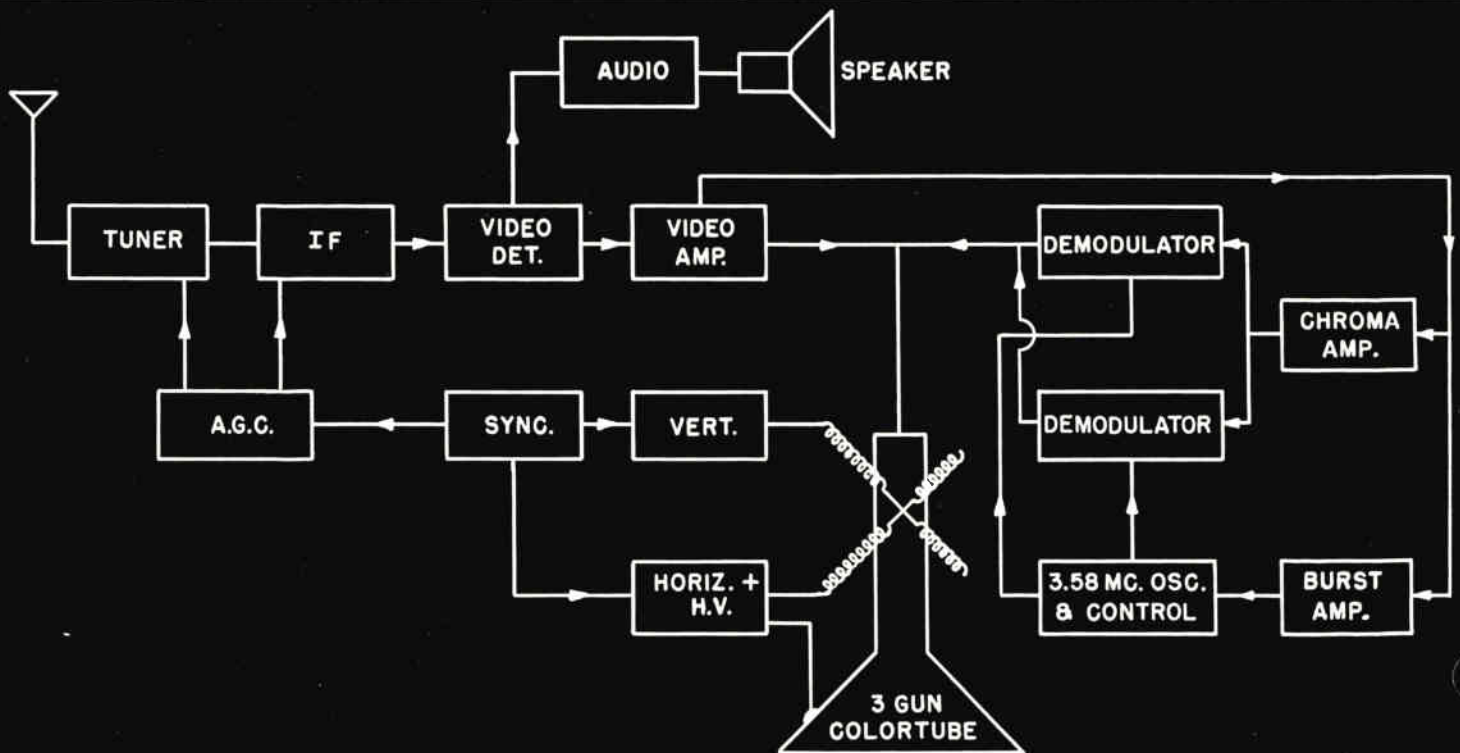 AUDIO
SPEAKER
TUNER
IF
VIDEO
DET.
VIDEO
AMP.
DEMODULATOR
CHROMA
AMP.
A.G.C.
SYNC.
VERT.
DEMODULATOR
HORIZ. +
H.V.
3.58 MC. OSC.
& CONTROL
BURST
AMP.
3 GUN
COLORTUBE